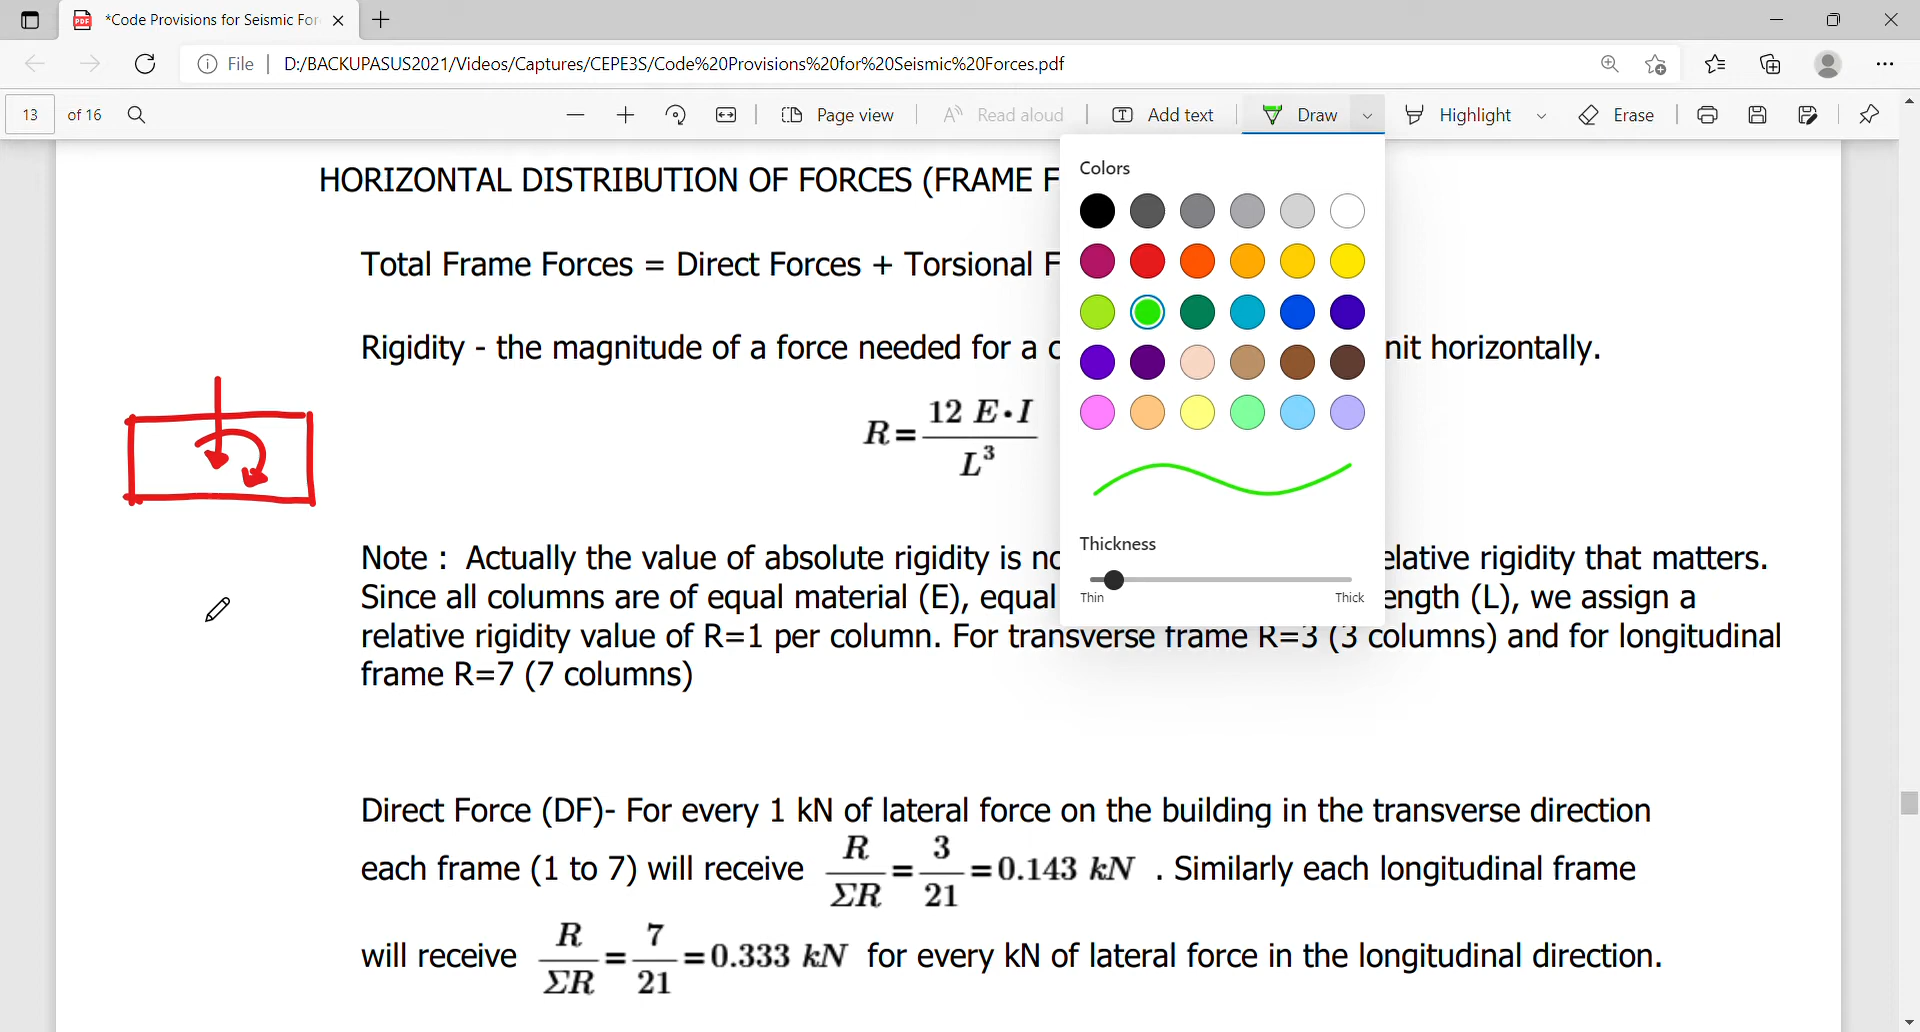 *Code Provisions for Seismic For
File
D:/BACKUPASUS2021/Videos/Captures/CEPE3S/Code%20Provisions%20for%20Seismic%20Forces.pdf
13 of 16
Page view
Read aloud
Add text
Draw
Highlight
Erase
HORIZONTAL DISTRIBUTION OF FORCES (FRAME F
Total Frame Forces = Direct Forces + Torsional F
Rigidity - the magnitude of a force needed for a c nit horizontally.
R = 12 E·I / L³
Note : Actually the value of absolute rigidity is no elative rigidity that matters.
Since all columns are of equal material (E), equal ength (L), we assign a
relative rigidity value of R=1 per column. For transverse frame R=3 (3 columns) and for longitudinal
frame R=7 (7 columns)
Direct Force (DF)- For every 1 kN of lateral force on the building in the transverse direction
each frame (1 to 7) will receive R / ΣR = 3 / 21 = 0.143 kN . Similarly each longitudinal frame
will receive R / ΣR = 7 / 21 = 0.333 kN for every kN of lateral force in the longitudinal direction.
Colors
Thickness
Thin Thick